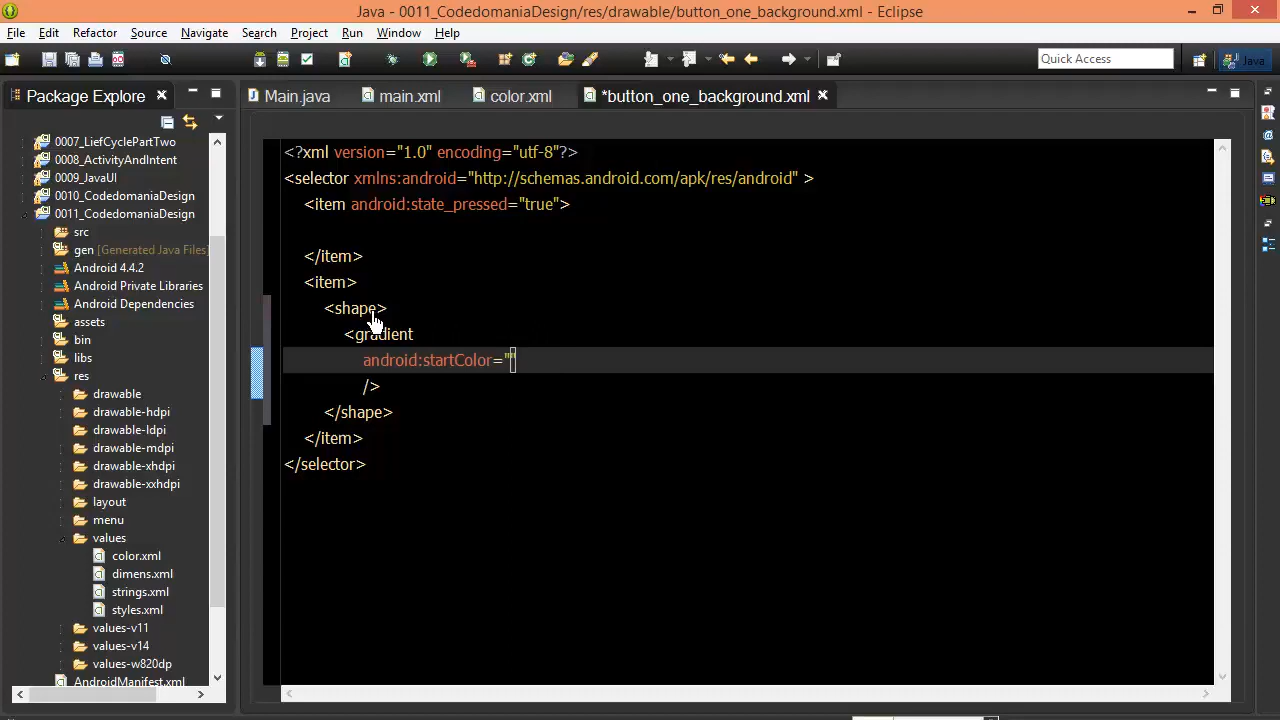 Java - 0011_CodedomaniaDesign/res/drawable/button_one_background.xml - Eclipse
File Edit Refactor Source Navigate Search Project Run Window Help
Quick Access
Java
Package Explore
Main.java
main.xml
color.xml
*button_one_background.xml
0007_LiefCyclePartTwo
0008_ActivityAndIntent
0009_JavaUI
0010_CodedomaniaDesign
0011_CodedomaniaDesign
src
gen [Generated Java Files]
Android 4.4.2
Android Private Libraries
Android Dependencies
assets
bin
libs
res
drawable
drawable-hdpi
drawable-ldpi
drawable-mdpi
drawable-xhdpi
drawable-xxhdpi
layout
menu
values
color.xml
dimens.xml
strings.xml
styles.xml
values-v11
values-v14
values-w820dp
AndroidManifest.xml
<?xml version="1.0" encoding="utf-8"?>
<selector xmlns:android="http://schemas.android.com/apk/res/android" >
<item android:state_pressed="true">
</item>
<item>
<shape>
<gradient
android:startColor=""
/>
</shape>
</item>
</selector>